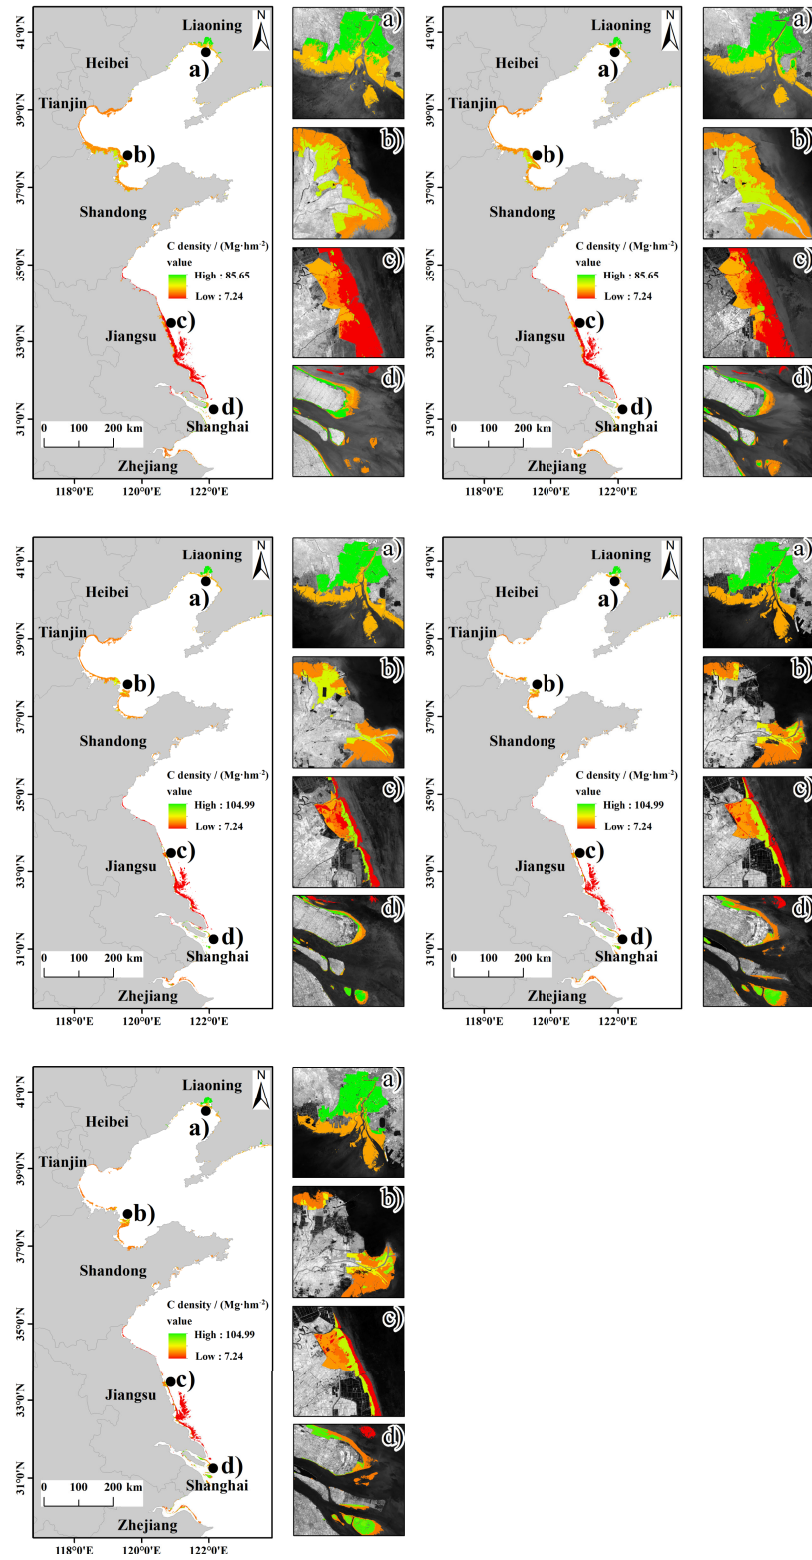 N
Liaoning
Heibei
a)
Tianjin
b)
Shandong
C density / (Mg·hm⁻²)
value
High : 85.65
Low : 7.24
Jiangsu
c)
d)
Shanghai
0 100 200 km
Zhejiang
41°0'N
39°0'N
37°0'N
35°0'N
33°0'N
31°0'N
118°0'E 120°0'E 122°0'E
a)
b)
c)
d)
N
Liaoning
Heibei
a)
Tianjin
b)
Shandong
C density / (Mg·hm⁻²)
value
High : 85.65
Low : 7.24
Jiangsu
c)
d)
Shanghai
0 100 200 km
Zhejiang
41°0'N
39°0'N
37°0'N
35°0'N
33°0'N
31°0'N
118°0'E 120°0'E 122°0'E
a)
b)
c)
d)
N
Liaoning
Heibei
a)
Tianjin
b)
Shandong
C density / (Mg·hm⁻²)
value
High : 104.99
Low : 7.24
Jiangsu
c)
d)
Shanghai
0 100 200 km
Zhejiang
41°0'N
39°0'N
37°0'N
35°0'N
33°0'N
31°0'N
118°0'E 120°0'E 122°0'E
a)
b)
c)
d)
N
Liaoning
Heibei
a)
Tianjin
b)
Shandong
C density / (Mg·hm⁻²)
value
High : 104.99
Low : 7.24
Jiangsu
c)
d)
Shanghai
0 100 200 km
Zhejiang
41°0'N
39°0'N
37°0'N
35°0'N
33°0'N
31°0'N
118°0'E 120°0'E 122°0'E
a)
b)
c)
d)
N
Liaoning
Heibei
a)
Tianjin
b)
Shandong
C density / (Mg·hm⁻²)
value
High : 104.99
Low : 7.24
Jiangsu
c)
d)
Shanghai
0 100 200 km
Zhejiang
41°0'N
39°0'N
37°0'N
35°0'N
33°0'N
31°0'N
118°0'E 120°0'E 122°0'E
a)
b)
c)
d)